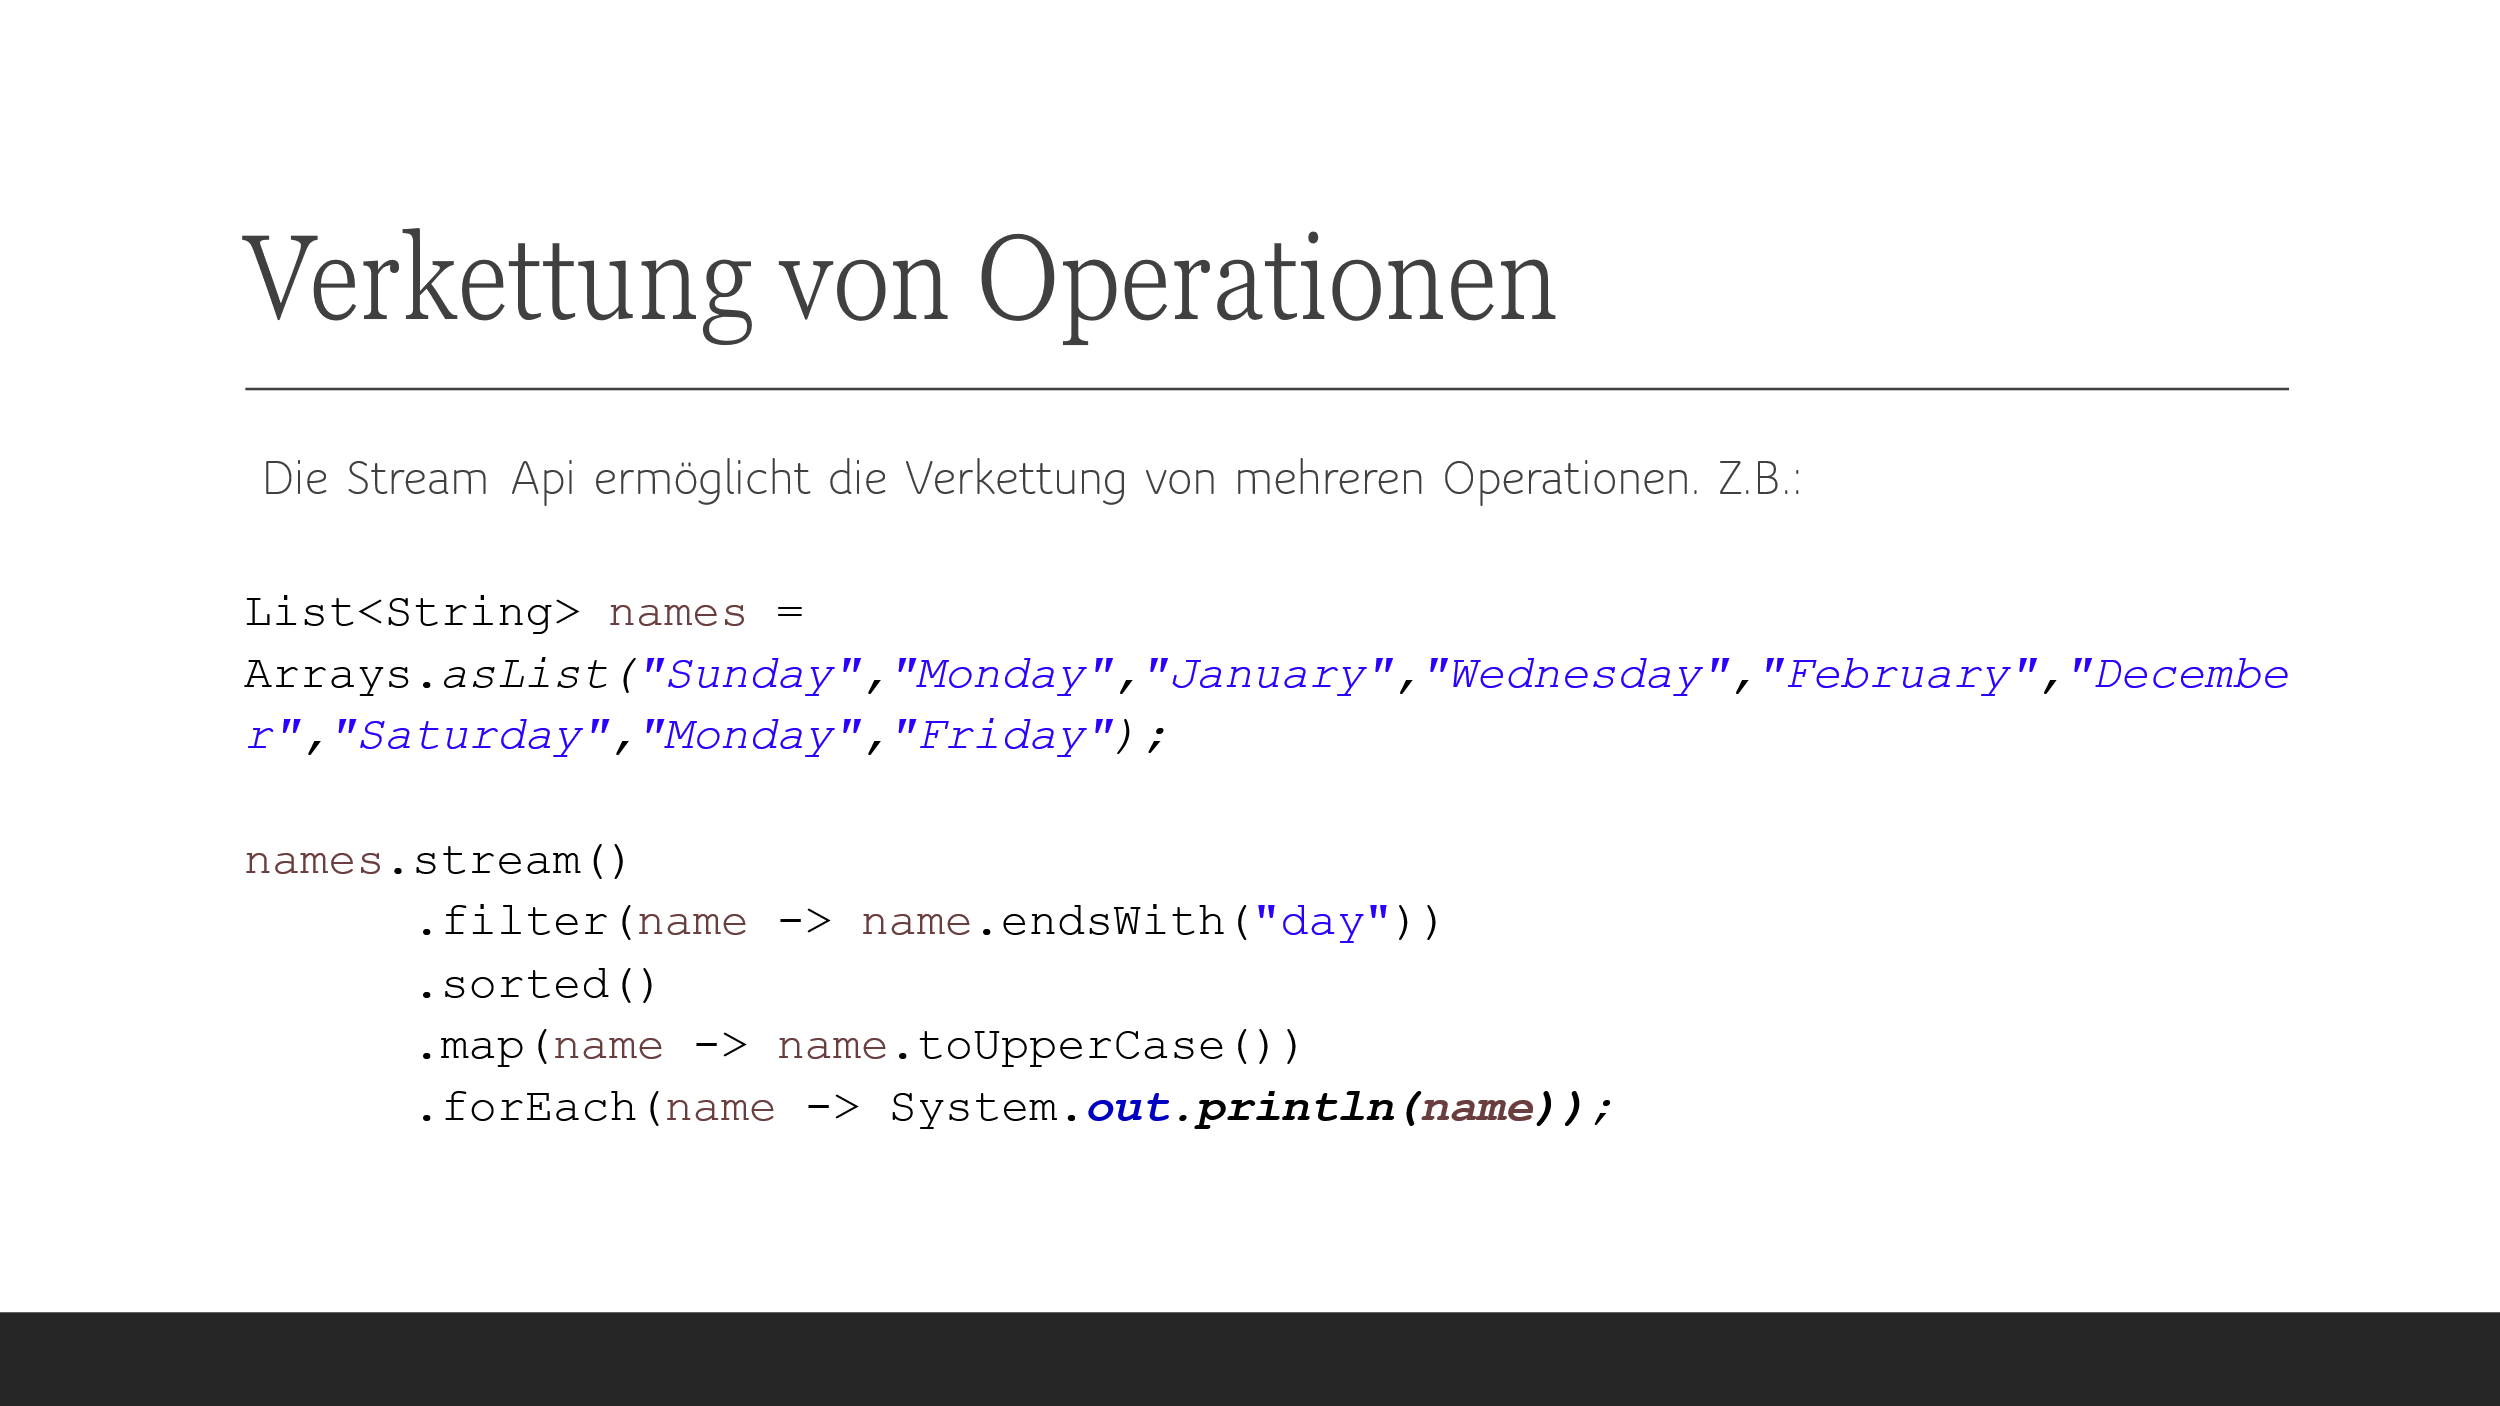 Verkettung von Operationen
Die Stream Api ermöglicht die Verkettung von mehreren Operationen. Z.B.:
List<String> names =
Arrays.asList("Sunday","Monday","January","Wednesday","February","Decembe
r","Saturday","Monday","Friday");
names.stream()
.filter(name -> name.endsWith("day"))
.sorted()
.map(name -> name.toUpperCase())
.forEach(name -> System.out.println(name));